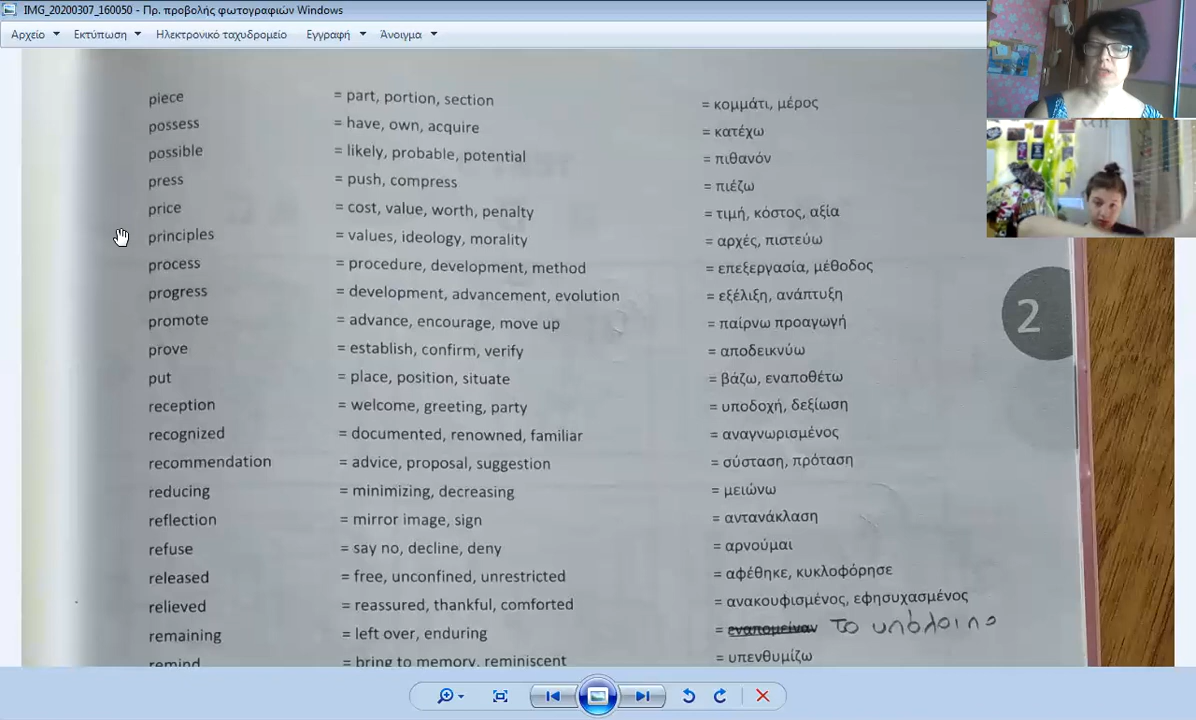 IMG_20200307_160050 - Πρ. προβολής φωτογραφιών Windows
Αρχείο Εκτύπωση Ηλεκτρονικό ταχυδρομείο Εγγραφή Άνοιγμα
piece = part, portion, section = κομμάτι, μέρος
possess = have, own, acquire = κατέχω
possible = likely, probable, potential = πιθανόν
press = push, compress = πιέζω
price = cost, value, worth, penalty = τιμή, κόστος, αξία
principles = values, ideology, morality = αρχές, πιστεύω
process = procedure, development, method = επεξεργασία, μέθοδος
progress = development, advancement, evolution = εξέλιξη, ανάπτυξη
2
promote = advance, encourage, move up = παίρνω προαγωγή
prove = establish, confirm, verify = αποδεικνύω
put = place, position, situate = βάζω, εναποθέτω
reception = welcome, greeting, party = υποδοχή, δεξίωση
recognized = documented, renowned, familiar = αναγνωρισμένος
recommendation = advice, proposal, suggestion = σύσταση, πρόταση
reducing = minimizing, decreasing = μειώνω
reflection = mirror image, sign = αντανάκλαση
refuse = say no, decline, deny = αρνούμαι
released = free, unconfined, unrestricted = αφέθηκε, κυκλοφόρησε
relieved = reassured, thankful, comforted = ανακουφισμένος, εφησυχασμένος
remaining = left over, enduring = εναπομείναν το υπόλοιπο
remind = bring to memory, reminiscent = υπενθυμίζω